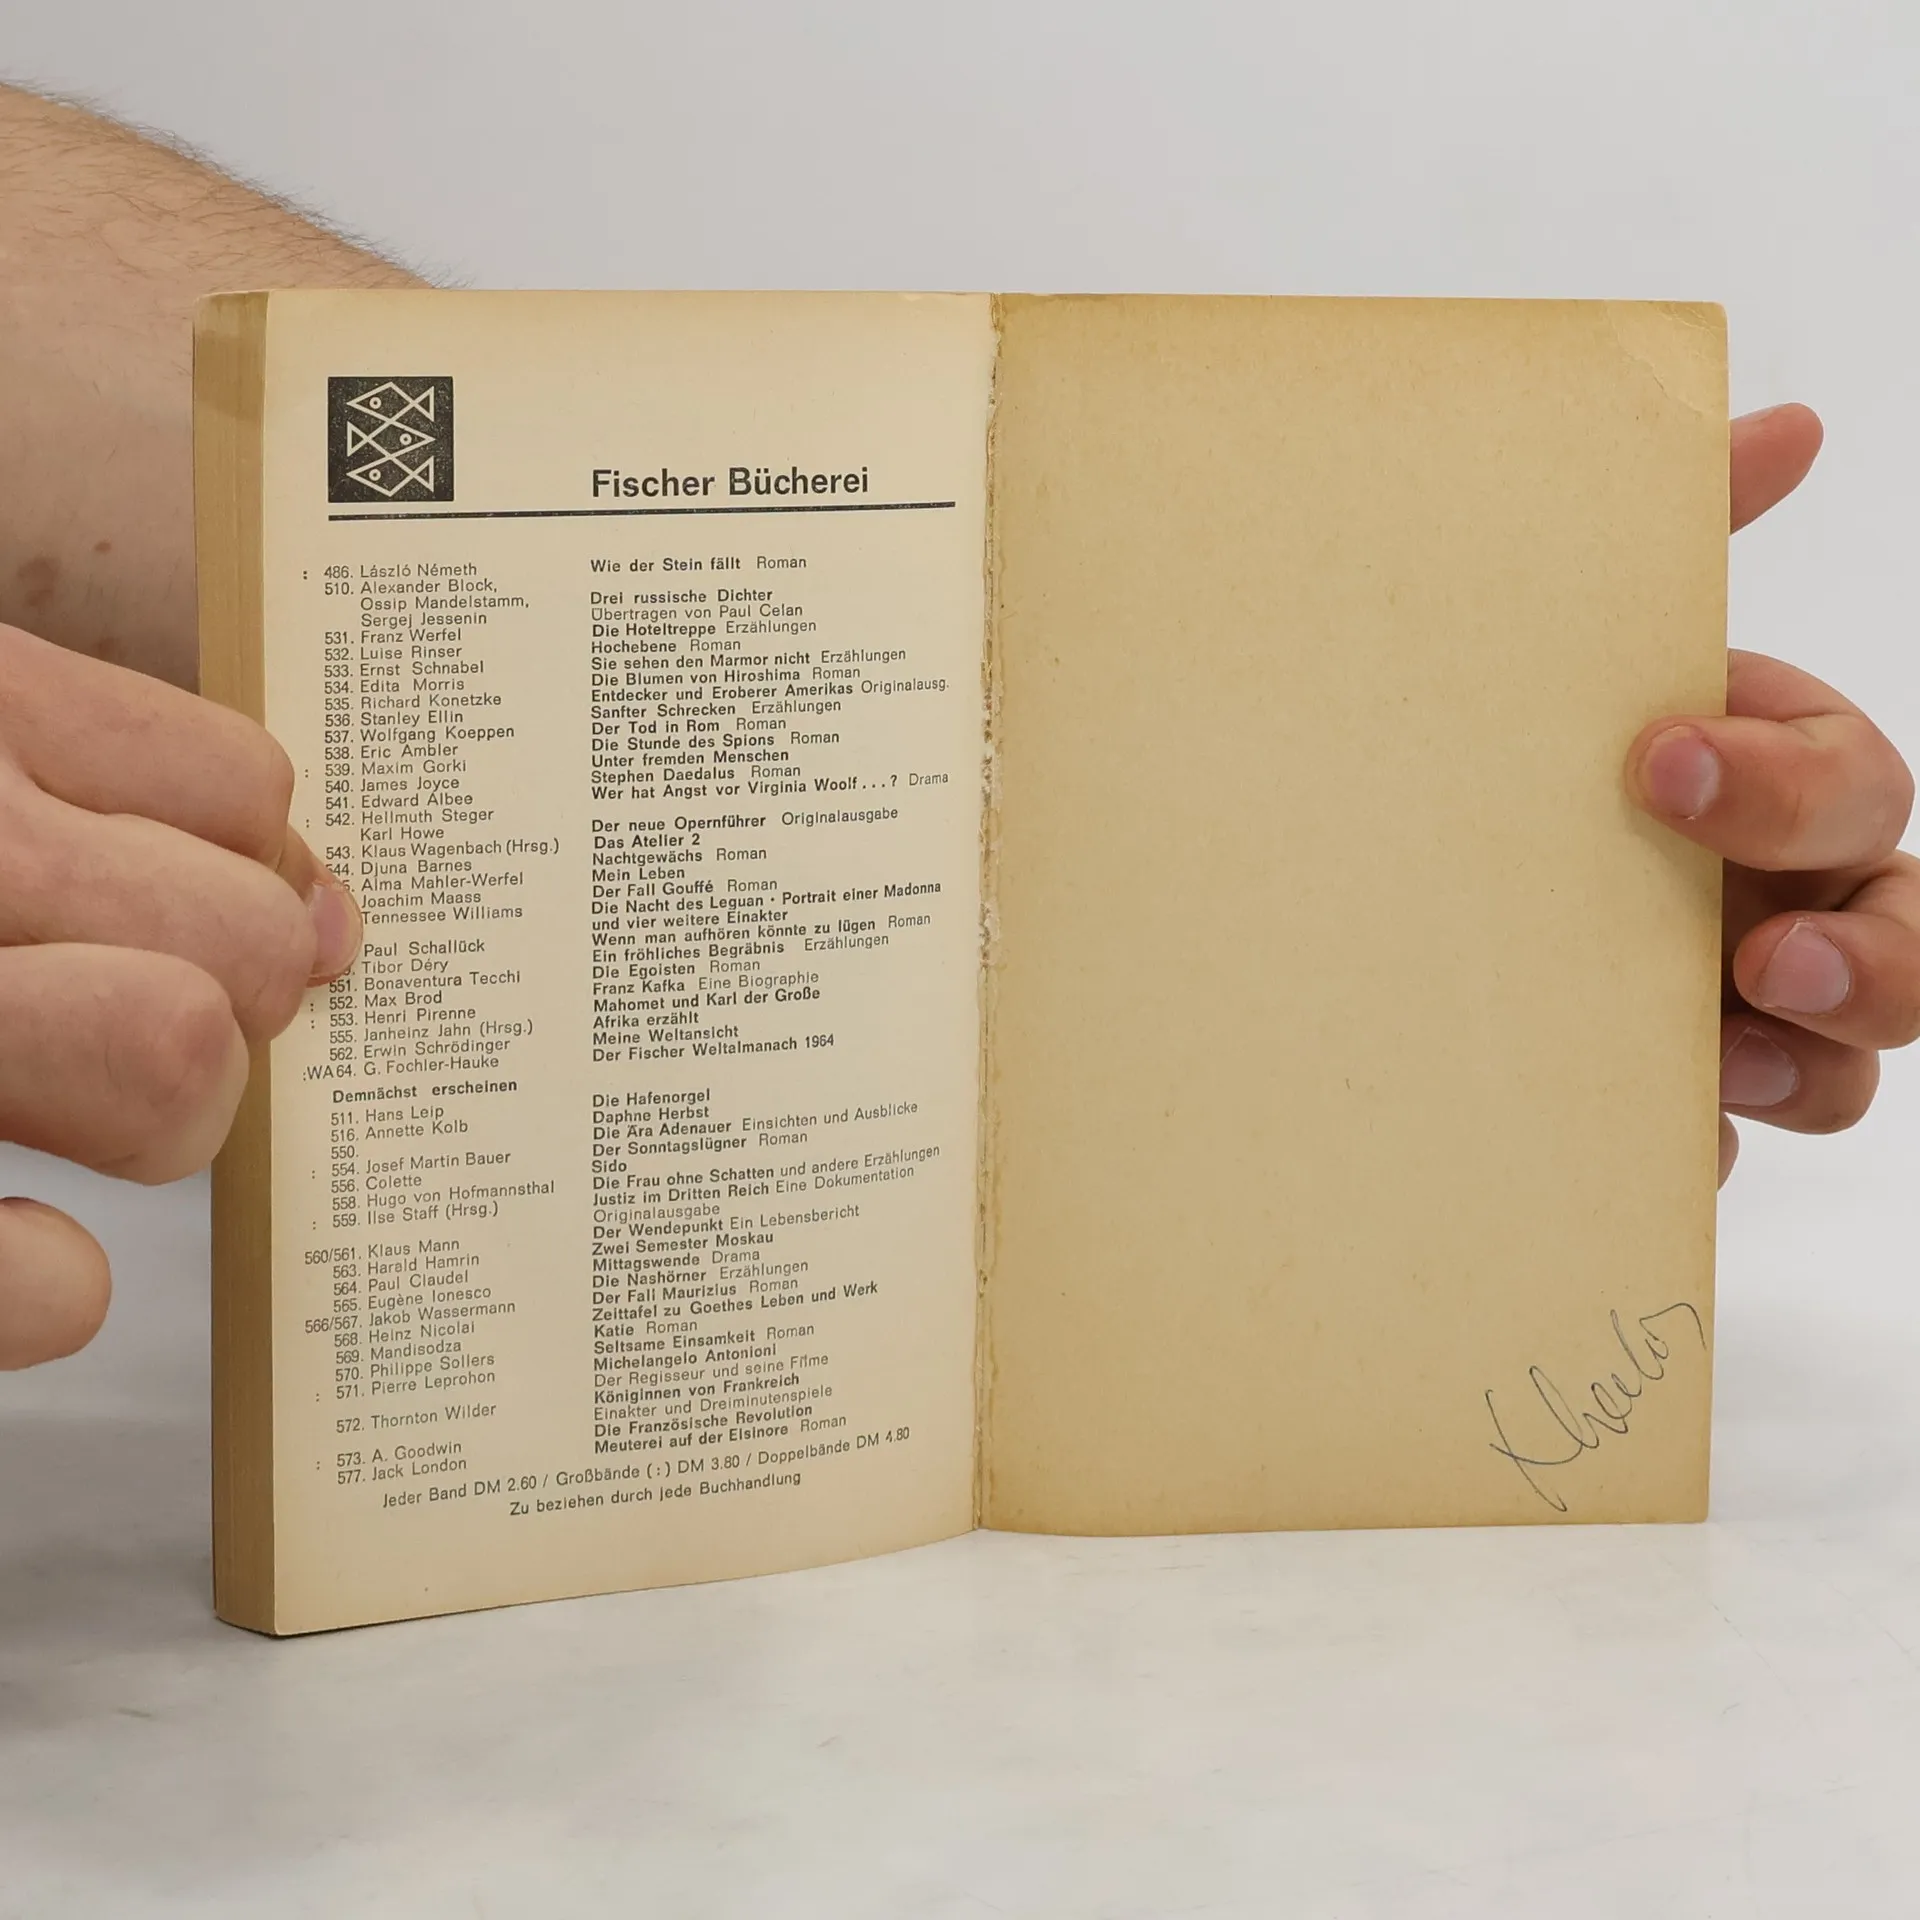 Fischer Bücherei
: 486. László Németh Wie der Stein fällt Roman
510. Alexander Block,
Ossip Mandelstamm, Drei russische Dichter
Sergej Jessenin Übertragen von Paul Celan
531. Franz Werfel Die Hoteltreppe Erzählungen
532. Luise Rinser Hochebene Roman
533. Ernst Schnabel Sie sehen den Marmor nicht Erzählungen
534. Edita Morris Die Blumen von Hiroshima Roman
535. Richard Konetzke Entdecker und Eroberer Amerikas Originalausg.
536. Stanley Ellin Sanfter Schrecken Erzählungen
537. Wolfgang Koeppen Der Tod in Rom Roman
538. Eric Ambler Die Stunde des Spions Roman
: 539. Maxim Gorki Unter fremden Menschen
540. James Joyce Stephen Daedalus Roman
541. Edward Albee Wer hat Angst vor Virginia Woolf...? Drama
: 542. Hellmuth Steger
Karl Howe Der neue Opernführer Originalausgabe
543. Klaus Wagenbach (Hrsg.) Das Atelier 2
544. Djuna Barnes Nachtgewächs Roman
Alma Mahler-Werfel Mein Leben
Joachim Maass Der Fall Gouffé Roman
Tennessee Williams Die Nacht des Leguan · Portrait einer Madonna
und vier weitere Einakter
Paul Schallück Wenn man aufhören könnte zu lügen Roman
Tibor Déry Ein fröhliches Begräbnis Erzählungen
551. Bonaventura Tecchi Die Egoisten Roman
: 552. Max Brod Franz Kafka Eine Biographie
: 553. Henri Pirenne Mahomet und Karl der Große
555. Janheinz Jahn (Hrsg.) Afrika erzählt
562. Erwin Schrödinger Meine Weltansicht
:WA64. G. Fochler-Hauke Der Fischer Weltalmanach 1964
Demnächst erscheinen
511. Hans Leip Die Hafenorgel
516. Annette Kolb Daphne Herbst
550. Die Ära Adenauer Einsichten und Ausblicke
: 554. Josef Martin Bauer Der Sonntagslügner Roman
556. Colette Sido
558. Hugo von Hofmannsthal Die Frau ohne Schatten und andere Erzählungen
: 559. Ilse Staff (Hrsg.) Justiz im Dritten Reich Eine Dokumentation
Originalausgabe
560/561. Klaus Mann Der Wendepunkt Ein Lebensbericht
563. Harald Hamrin Zwei Semester Moskau
564. Paul Claudel Mittagswende Drama
565. Eugène Ionesco Die Nashörner Erzählungen
566/567. Jakob Wassermann Der Fall Maurizius Roman
568. Heinz Nicolai Zeittafel zu Goethes Leben und Werk
569. Mandisodza Katie Roman
570. Philippe Sollers Seltsame Einsamkeit Roman
: 571. Pierre Leprohon Michelangelo Antonioni
Der Regisseur und seine Filme
572. Thornton Wilder Königinnen von Frankreich
Einakter und Dreiminutenspiele
: 573. A. Goodwin Die Französische Revolution
577. Jack London Meuterei auf der Elsinore Roman
Jeder Band DM 2.60 / Großbände (:) DM 3.80 / Doppelbände DM 4.80
Zu beziehen durch jede Buchhandlung